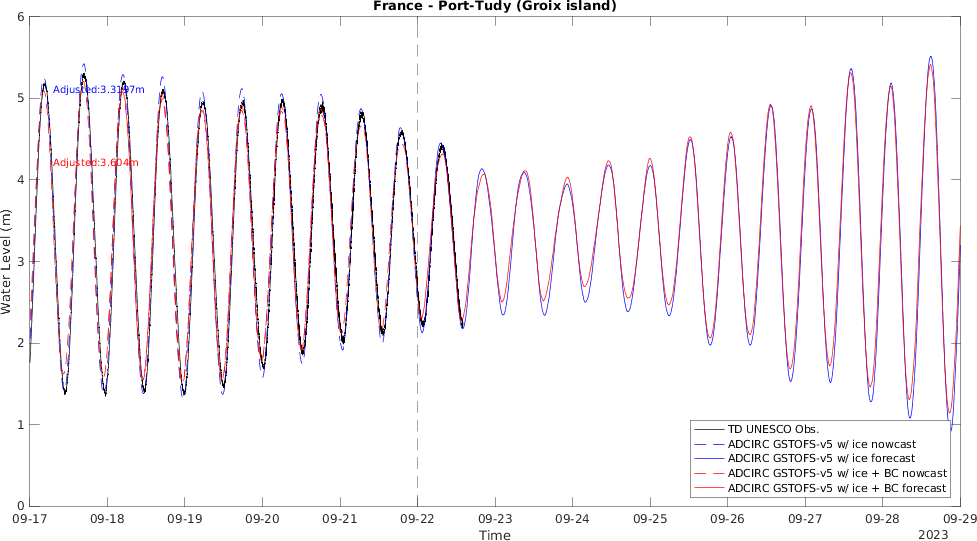 France - Port-Tudy (Groix island)
6
5
4
3
2
1
0
Water Level (m)
Adjusted:3.3197m
Adjusted:3.604m
TD UNESCO Obs.
ADCIRC GSTOFS-v5 w/ ice nowcast
ADCIRC GSTOFS-v5 w/ ice forecast
ADCIRC GSTOFS-v5 w/ ice + BC nowcast
ADCIRC GSTOFS-v5 w/ ice + BC forecast
09-17 09-18 09-19 09-20 09-21 09-22 09-23 09-24 09-25 09-26 09-27 09-28 09-29
Time
2023